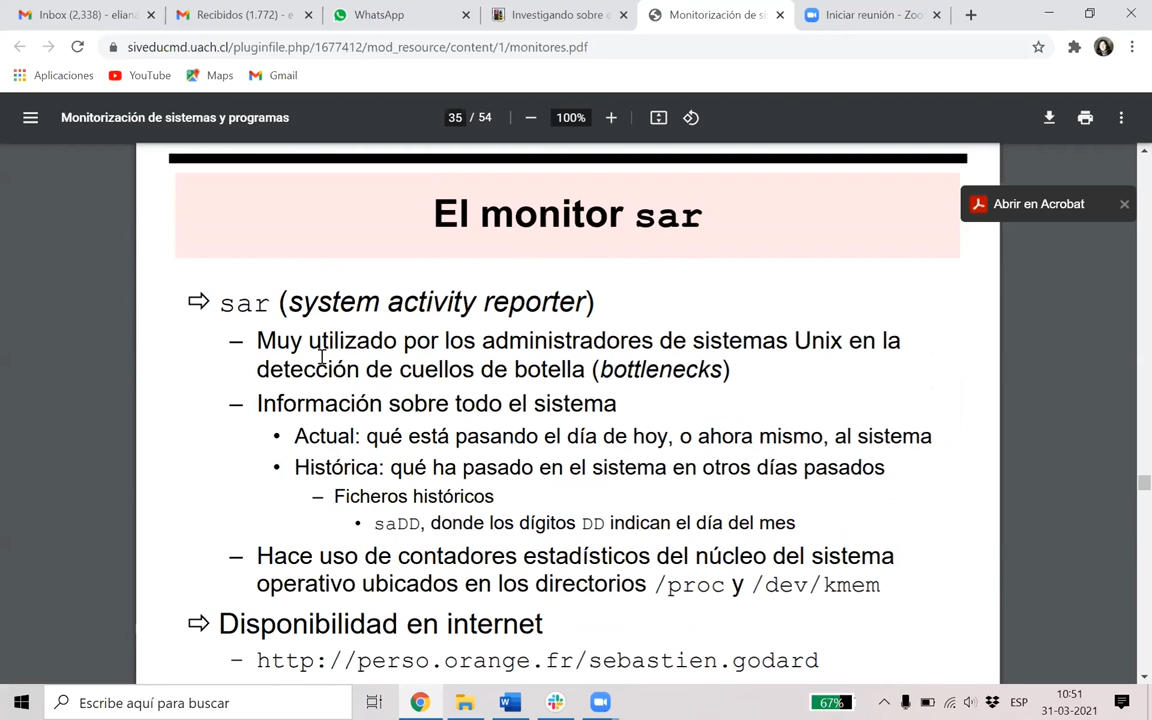 Inbox (2,338) - elian
Recibidos (1.772) - e
WhatsApp
Investigando sobre e
Monitorización de si
Iniciar reunión - Zoo
siveducmd.uach.cl/pluginfile.php/1677412/mod_resource/content/1/monitores.pdf
Aplicaciones
YouTube
Maps
Gmail
Monitorización de sistemas y programas
35 / 54
100%
Abrir en Acrobat
El monitor sar
sar (system activity reporter)
– Muy utilizado por los administradores de sistemas Unix en la
detección de cuellos de botella (bottlenecks)
– Información sobre todo el sistema
• Actual: qué está pasando el día de hoy, o ahora mismo, al sistema
• Histórica: qué ha pasado en el sistema en otros días pasados
– Ficheros históricos
• saDD, donde los dígitos DD indican el día del mes
– Hace uso de contadores estadísticos del núcleo del sistema
operativo ubicados en los directorios /proc y /dev/kmem
Disponibilidad en internet
– http://perso.orange.fr/sebastien.godard
Escribe aquí para buscar
67%
ESP
10:51
31-03-2021